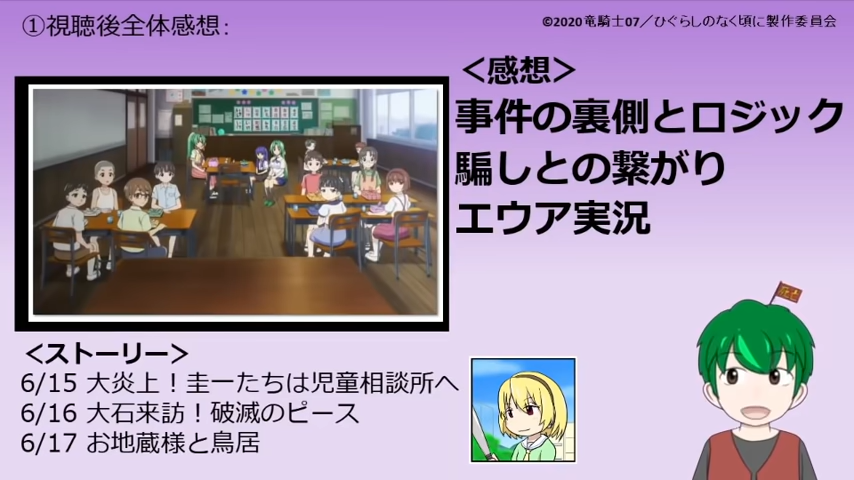 ①視聴後全体感想:
©2020竜騎士07／ひぐらしのなく頃に製作委員会
＜感想＞
事件の裏側とロジック
騙しとの繋がり
エウア実況
＜ストーリー＞
6/15 大炎上！圭一たちは児童相談所へ
6/16 大石来訪！破滅のピース
6/17 お地蔵様と鳥居